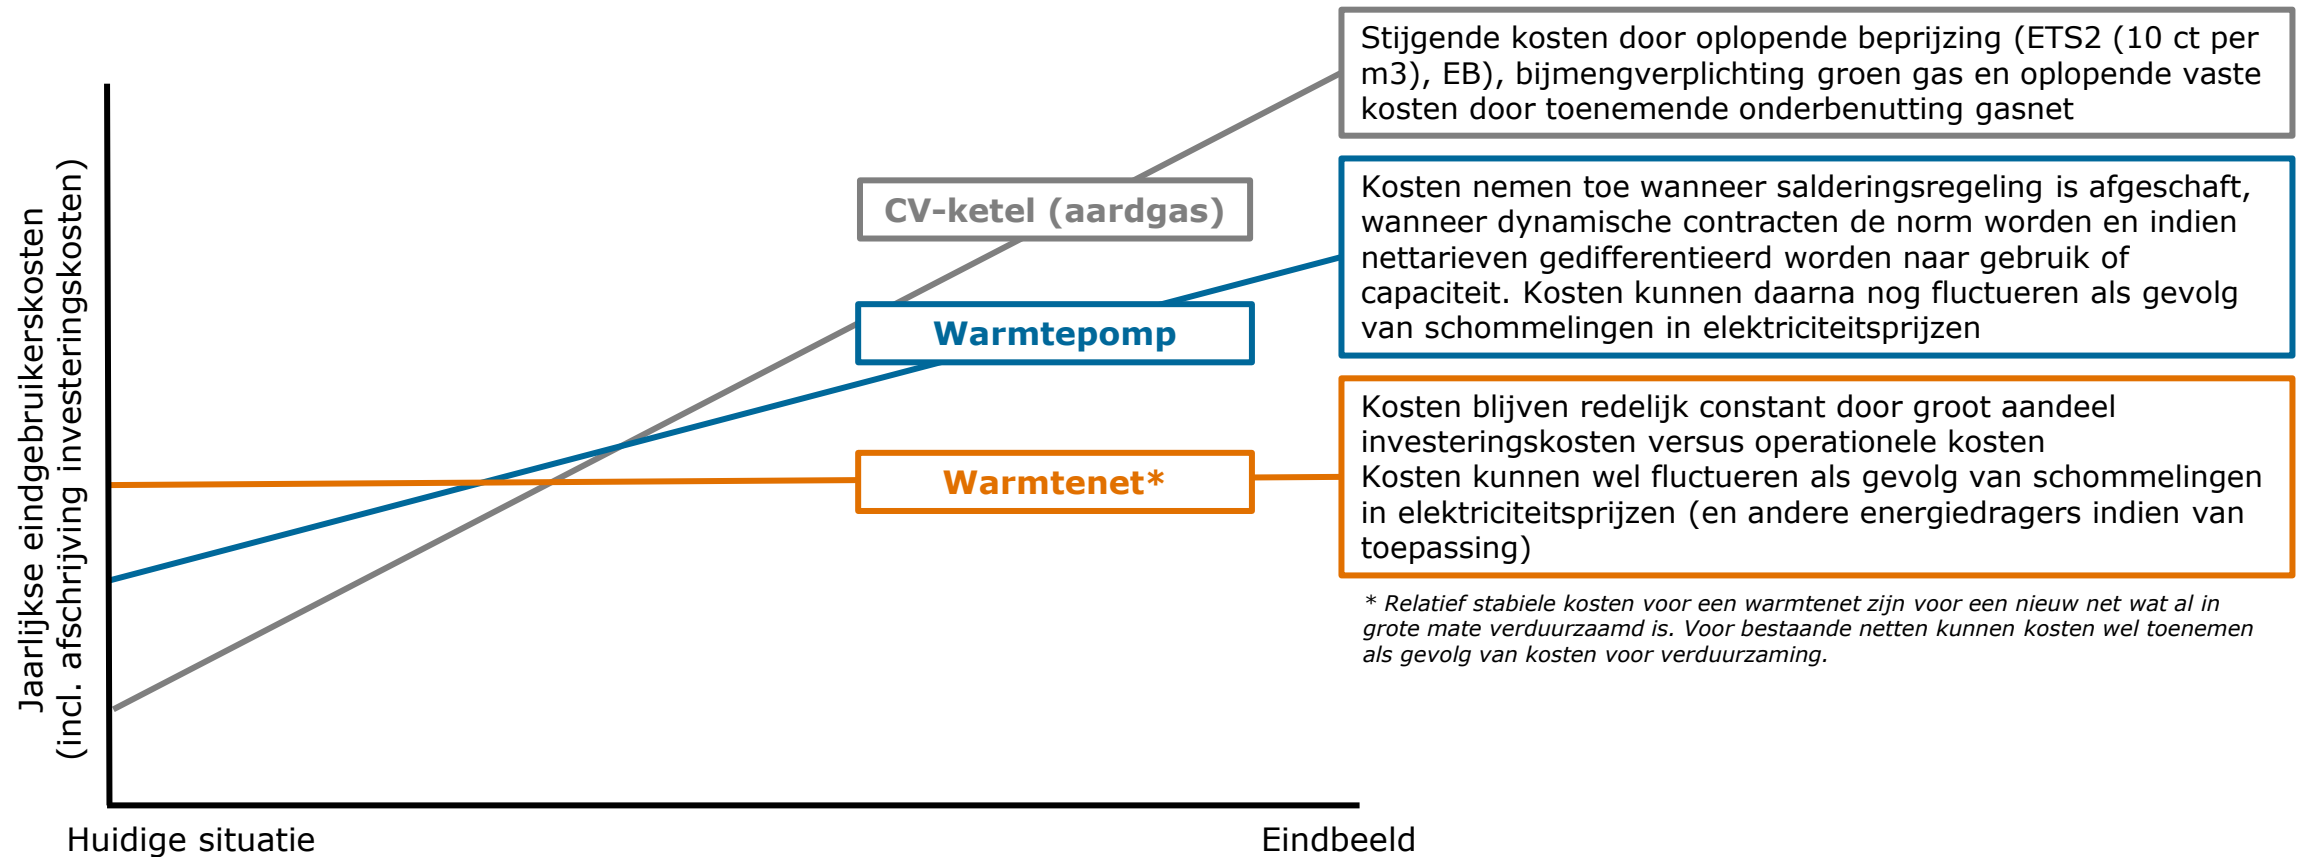 Jaarlijkse eindgebruikerskosten
(incl. afschrijving investeringskosten)
Stijgende kosten door oplopende beprijzing (ETS2 (10 ct per
m3), EB), bijmengverplichting groen gas en oplopende vaste
kosten door toenemende onderbenutting gasnet
CV-ketel (aardgas)
Kosten nemen toe wanneer salderingsregeling is afgeschaft,
wanneer dynamische contracten de norm worden en indien
nettarieven gedifferentieerd worden naar gebruik of
capaciteit. Kosten kunnen daarna nog fluctueren als gevolg
van schommelingen in elektriciteitsprijzen
Warmtepomp
Kosten blijven redelijk constant door groot aandeel
investeringskosten versus operationele kosten
Kosten kunnen wel fluctueren als gevolg van schommelingen
in elektriciteitsprijzen (en andere energiedragers indien van
toepassing)
Warmtenet*
* Relatief stabiele kosten voor een warmtenet zijn voor een nieuw net wat al in
grote mate verduurzaamd is. Voor bestaande netten kunnen kosten wel toenemen
als gevolg van kosten voor verduurzaming.
Huidige situatie
Eindbeeld